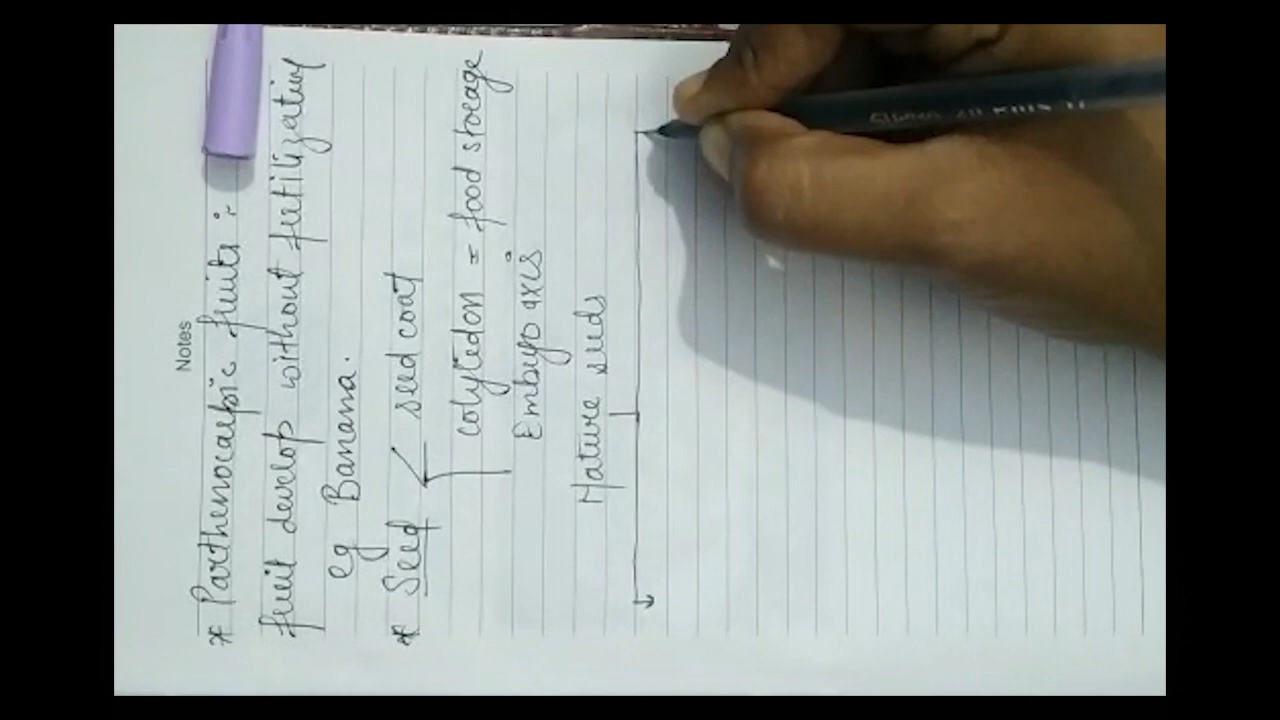 Notes
* Parthenocarpic fruits :-
fruit develop without fertilization
eg Banana.
* Seed seed coat
cotyledon = food storage
Embryo axis
Mature seeds